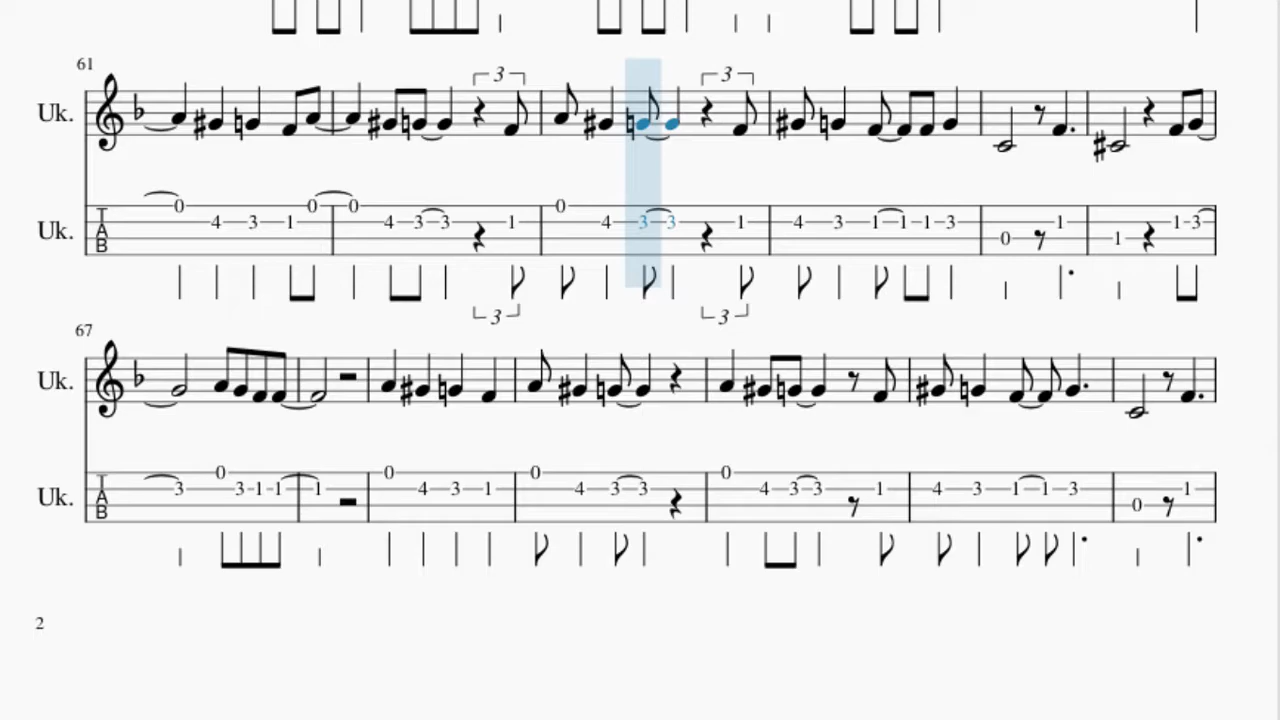 61
3 3
Uk.
Uk. T A B 0 4 3 1 0 0 4 3 3 1 0 4 3 3 1 4 3 1 1 1 3 0 1 1 1 3
3 3
67
Uk.
Uk. T A B 3 0 3 1 1 1 0 4 3 1 0 4 3 3 0 4 3 3 1 4 3 1 1 3 0 1
2